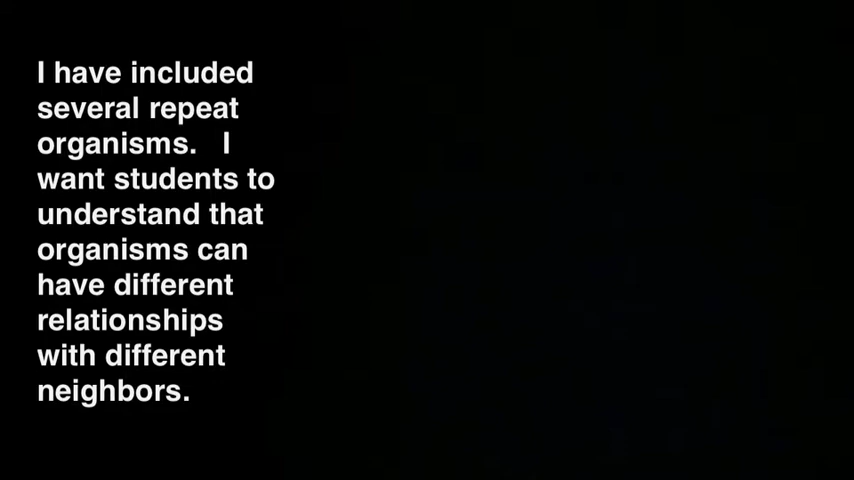 I have included
several repeat
organisms.   I
want students to
understand that
organisms can
have different
relationships
with different
neighbors.